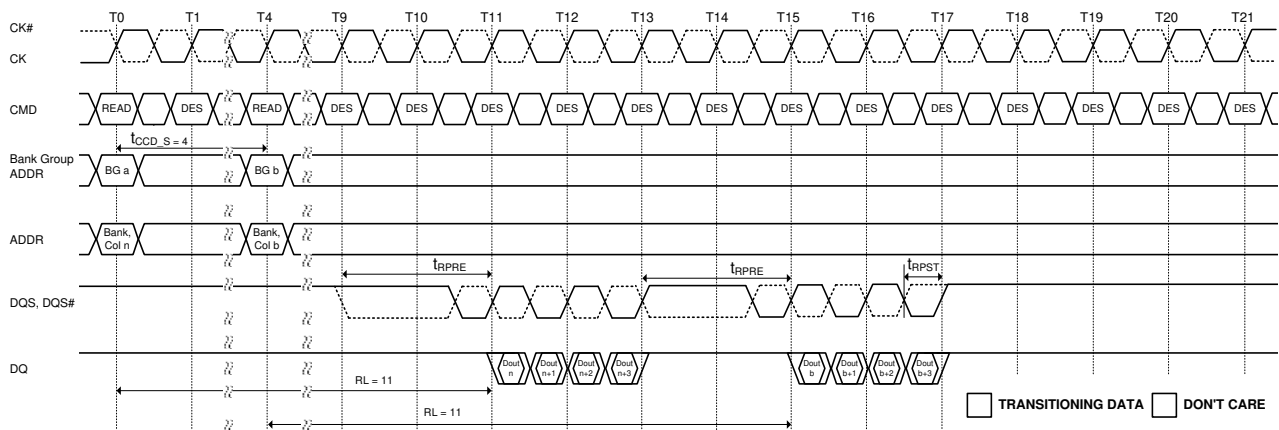 T0 T1 T4 T9 T10 T11 T12 T13 T14 T15 T16 T17 T18 T19 T20 T21
CK#
CK
CMD READ DES READ DES DES DES DES DES DES DES DES DES DES DES DES DES
tCCD_S = 4
Bank Group
ADDR
BG a BG b
ADDR
Bank, Col n
Bank, Col b
tRPRE tRPRE tRPST
DQS, DQS#
DQ
Dout n
Dout n+1
Dout n+2
Dout n+3
Dout b
Dout b+1
Dout b+2
Dout b+3
RL = 11
RL = 11
TRANSITIONING DATA DON'T CARE